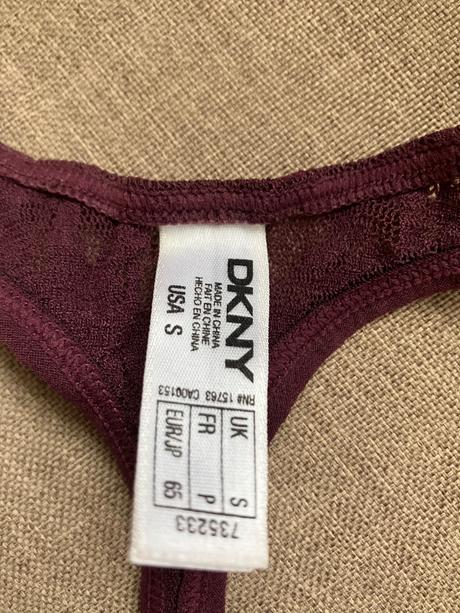 DKNY
MADE IN CHINA
FAIT EN CHINE
HECHO EN CHINA
USA S
RN# 15763 CA00153
UK S
FR P
EUR/JP 65
735233